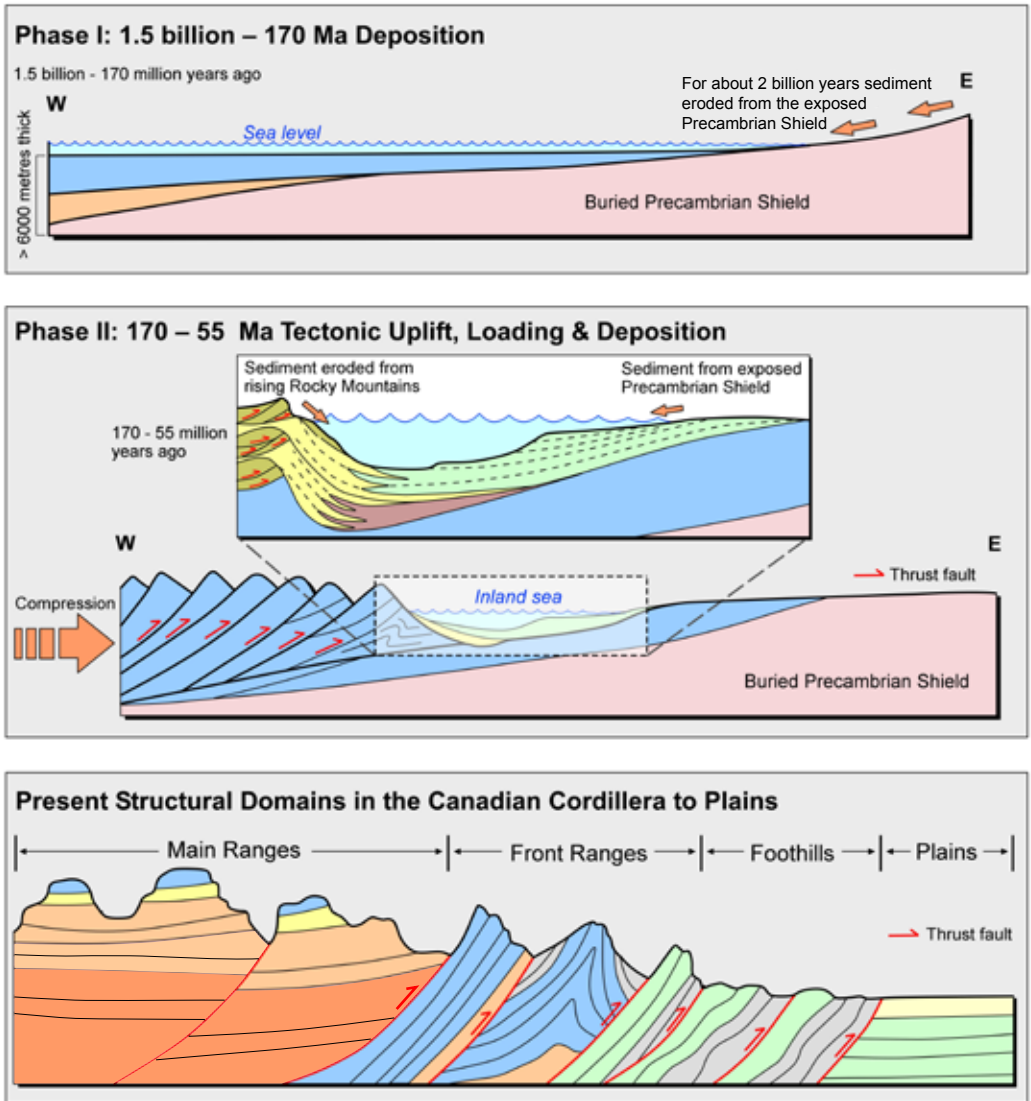 Phase I: 1.5 billion – 170 Ma Deposition
1.5 billion - 170 million years ago
W
For about 2 billion years sediment
eroded from the exposed
Precambrian Shield
E
Sea level
> 6000 metres thick
Buried Precambrian Shield
Phase II: 170 – 55 Ma Tectonic Uplift, Loading & Deposition
Sediment eroded from
rising Rocky Mountains
Sediment from exposed
Precambrian Shield
170 - 55 million
years ago
W
E
Thrust fault
Compression
Inland sea
Buried Precambrian Shield
Present Structural Domains in the Canadian Cordillera to Plains
Main Ranges
Front Ranges
Foothills
Plains
Thrust fault